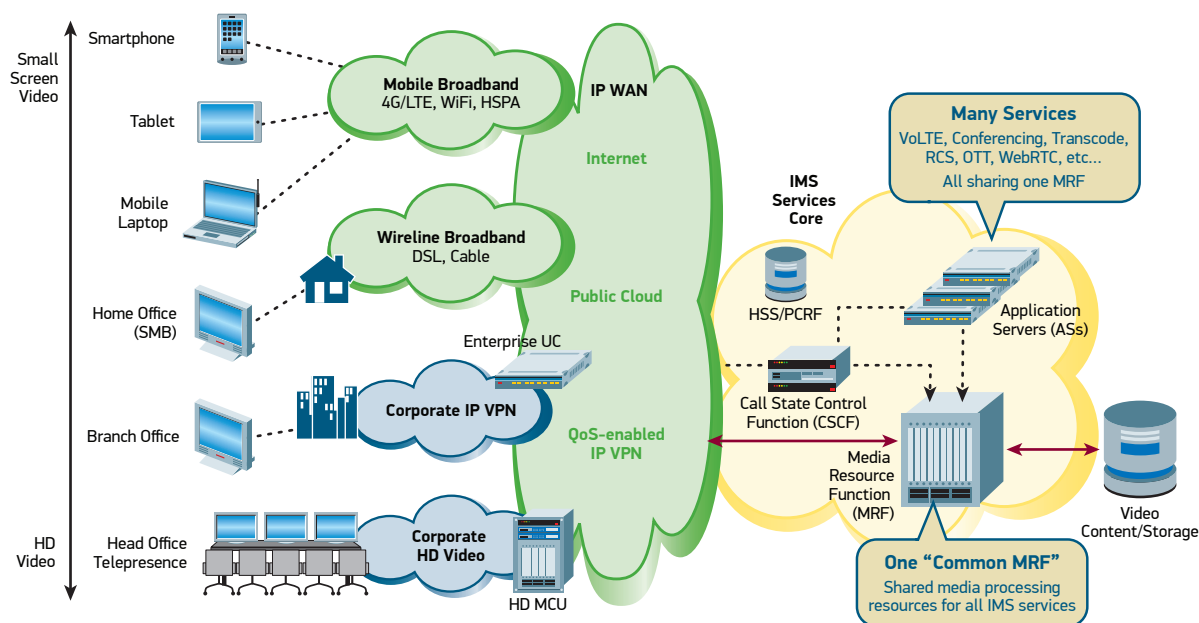 Small
Screen
Video
HD
Video
Smartphone
Tablet
Mobile
Laptop
Home Office
(SMB)
Branch Office
Head Office
Telepresence
Mobile Broadband
4G/LTE, WiFi, HSPA
Wireline Broadband
DSL, Cable
Enterprise UC
Corporate IP VPN
Corporate
HD Video
HD MCU
IP WAN
Internet
Public Cloud
QoS-enabled
IP VPN
IMS
Services
Core
HSS/PCRF
Call State Control
Function (CSCF)
Many Services
VoLTE, Conferencing, Transcode,
RCS, OTT, WebRTC, etc...
All sharing one MRF
Application
Servers (ASs)
Media
Resource
Function
(MRF)
Video
Content/Storage
One “Common MRF”
Shared media processing
resources for all IMS services